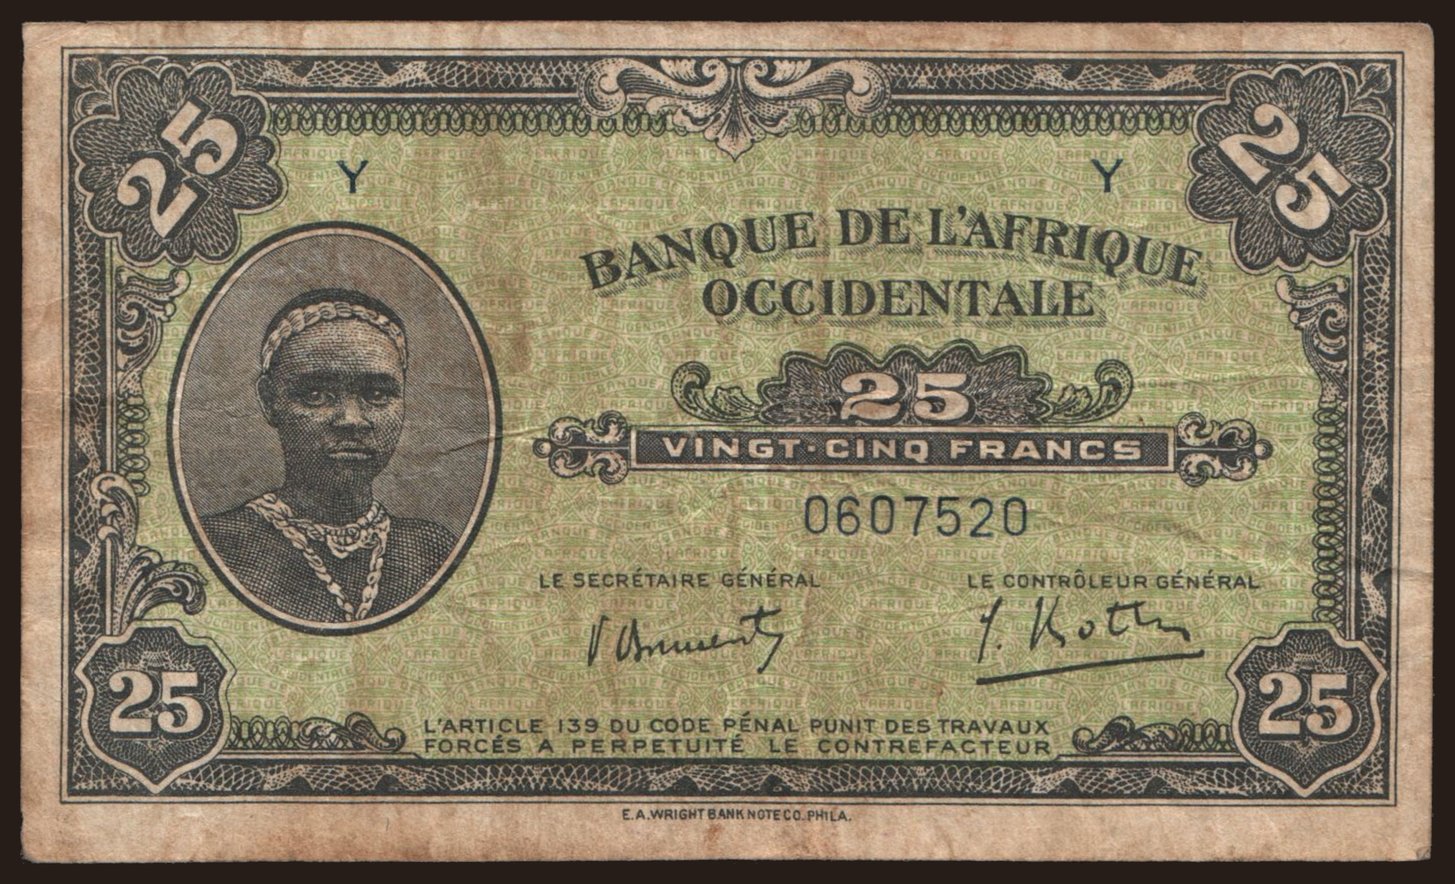 25
25
Y
Y
BANQUE DE L'AFRIQUE
OCCIDENTALE
25
VINGT-CINQ FRANCS
0607520
LE SECRÉTAIRE GÉNÉRAL
LE CONTRÔLEUR GÉNÉRAL
25
25
L'ARTICLE 139 DU CODE PÉNAL PUNIT DES TRAVAUX
FORCÉS A PERPETUITÉ LE CONTREFACTEUR
E.A.WRIGHT BANK NOTE CO. PHILA.